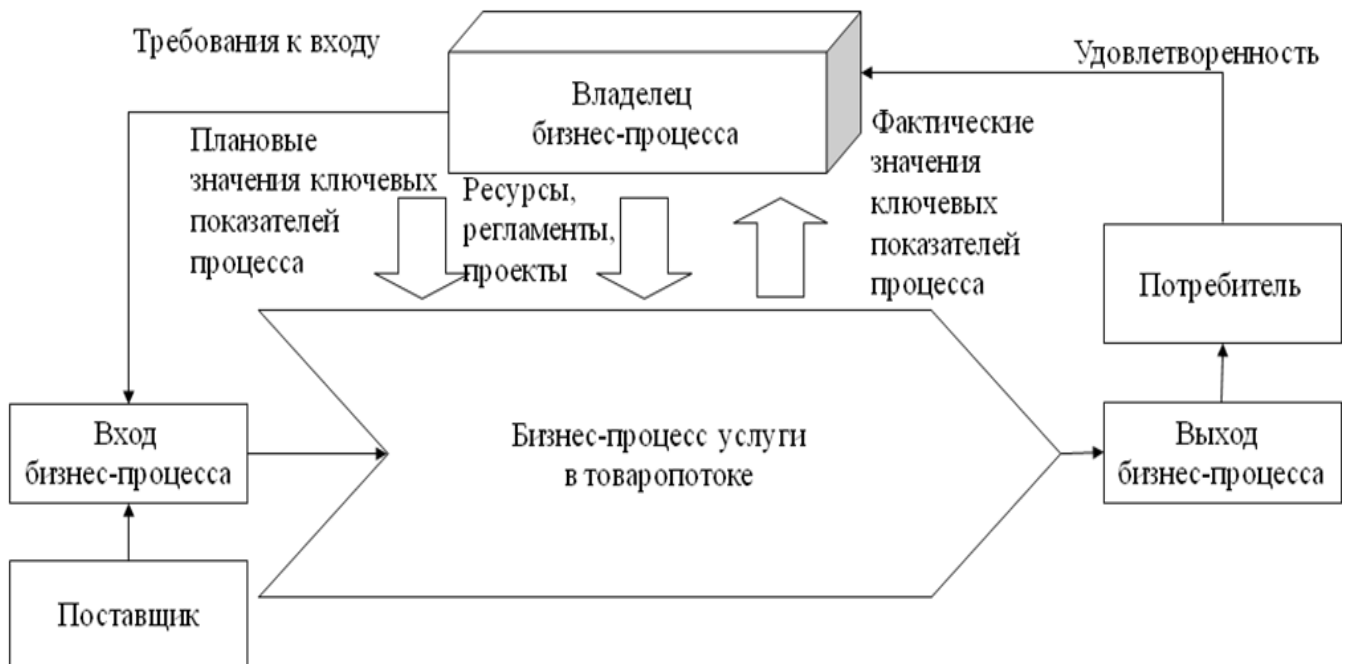 Требования к входу
Владелец
бизнес-процесса
Удовлетворенность
Плановые
значения ключевых
показателей
процесса
Ресурсы,
регламенты,
проекты
Фактические
значения
ключевых
показателей
процесса
Потребитель
Вход
бизнес-процесса
Бизнес-процесс услуги
в товаропотоке
Выход
бизнес-процесса
Поставщик